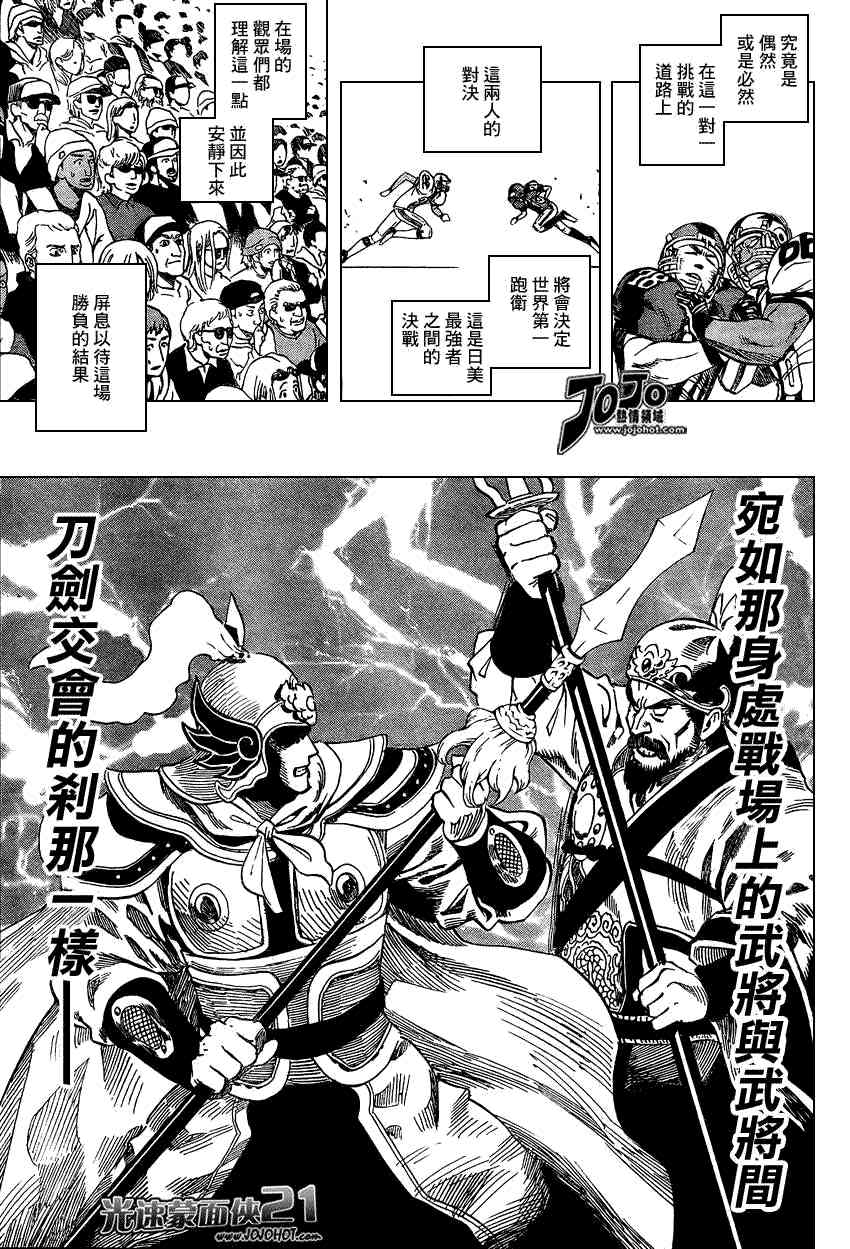 究竟是
偶然
或是必然
在這一對一
挑戰的
道路上
這兩人的
對決
將會決定
世界第一
跑衛
這是日美
最強者
之間的
決戰
在場的
觀眾們都
理解這一點
並因此
安靜下來
屏息以待這場
勝負的結果
JOJO
熱情領域
www.jojohot.com
宛如那身處戰場上的武將與武將間
刀劍交會的剎那一樣——
光速蒙面俠21
www.JOJOHOT.com